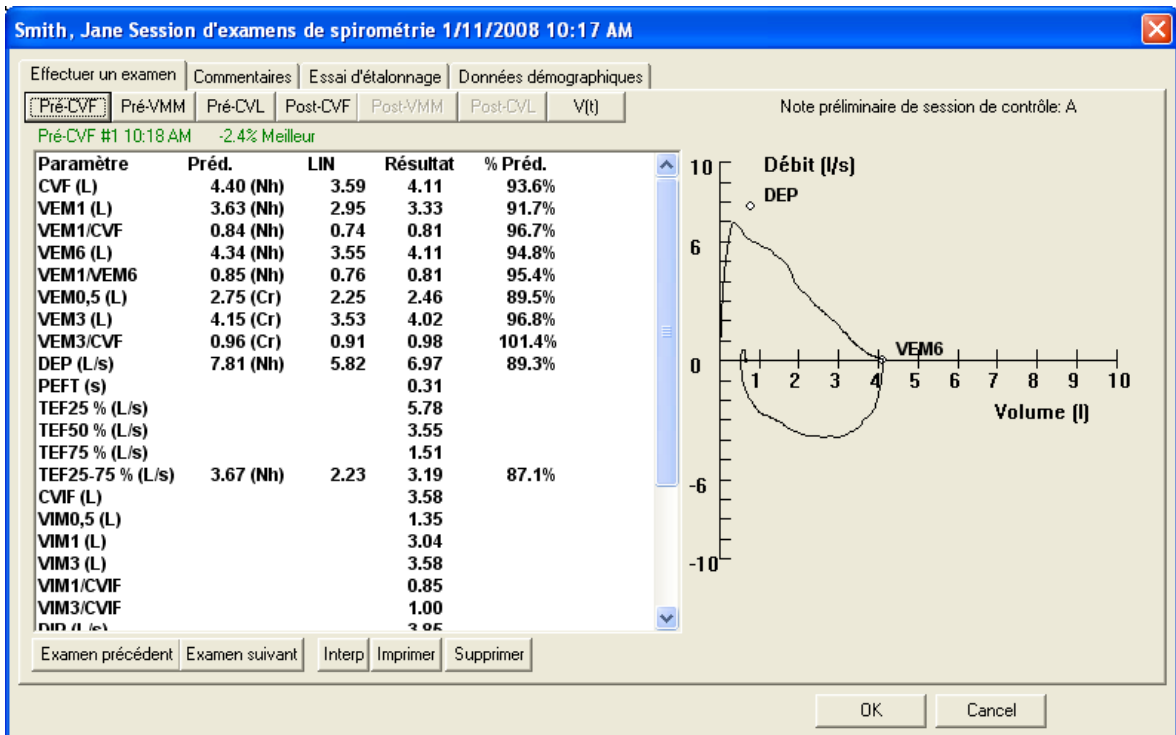 Smith, Jane Session d'examens de spirométrie 1/11/2008 10:17 AM
Effectuer un examen Commentaires Essai d'étalonnage Données démographiques
Pré-CVF Pré-VMM Pré-CVL Post-CVF Post-VMM Post-CVL V(t) Note préliminaire de session de contrôle: A
Pré-CVF #1 10:18 AM -2.4% Meilleur
Paramètre Préd. LIN Résultat % Préd.
CVF (L) 4.40 (Nh) 3.59 4.11 93.6%
VEM1 (L) 3.63 (Nh) 2.95 3.33 91.7%
VEM1/CVF 0.84 (Nh) 0.74 0.81 96.7%
VEM6 (L) 4.34 (Nh) 3.55 4.11 94.8%
VEM1/VEM6 0.85 (Nh) 0.76 0.81 95.4%
VEM0,5 (L) 2.75 (Cr) 2.25 2.46 89.5%
VEM3 (L) 4.15 (Cr) 3.53 4.02 96.8%
VEM3/CVF 0.96 (Cr) 0.91 0.98 101.4%
DEP (L/s) 7.81 (Nh) 5.82 6.97 89.3%
PEFT (s) 0.31
TEF25 % (L/s) 5.78
TEF50 % (L/s) 3.55
TEF75 % (L/s) 1.51
TEF25-75 % (L/s) 3.67 (Nh) 2.23 3.19 87.1%
CVIF (L) 3.58
VIM0,5 (L) 1.35
VIM1 (L) 3.04
VIM3 (L) 3.58
VIM1/CVIF 0.85
VIM3/CVIF 1.00
DIP (L/s) 3.85
10 Débit (l/s)
DEP
6
VEM6
0 1 2 3 4 5 6 7 8 9 10
Volume (l)
-6
-10
Examen précédent Examen suivant Interp Imprimer Supprimer
OK Cancel